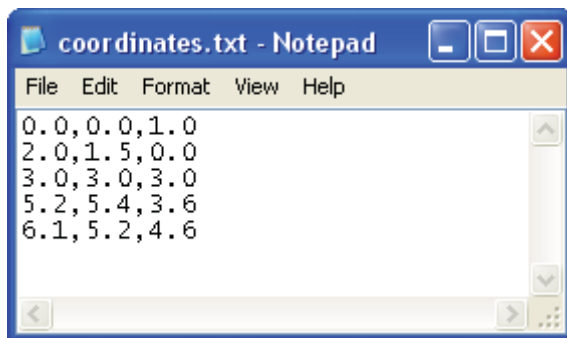 coordinates.txt - Notepad
File Edit Format View Help
0.0,0.0,1.0
2.0,1.5,0.0
3.0,3.0,3.0
5.2,5.4,3.6
6.1,5.2,4.6